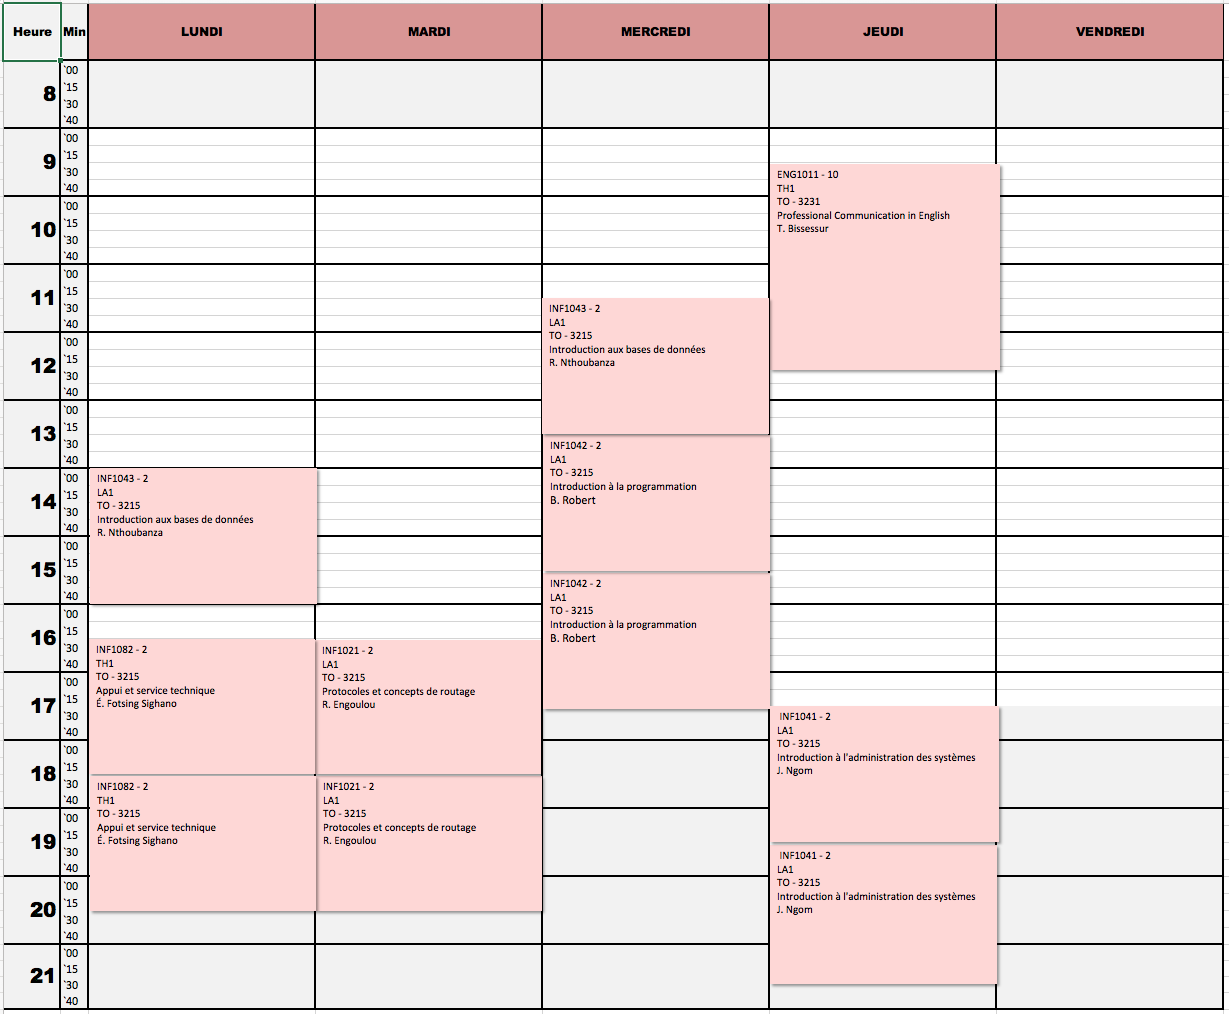 Heure Min LUNDI MARDI MERCREDI JEUDI VENDREDI
8
`00
`15
`30
`40
9
`00
`15
`30
`40
10
`00
`15
`30
`40
11
`00
`15
`30
`40
12
`00
`15
`30
`40
13
`00
`15
`30
`40
14
`00
`15
`30
`40
15
`00
`15
`30
`40
16
`00
`15
`30
`40
17
`00
`15
`30
`40
18
`00
`15
`30
`40
19
`00
`15
`30
`40
20
`00
`15
`30
`40
21
`00
`15
`30
`40
INF1043 - 2
LA1
TO - 3215
Introduction aux bases de données
R. Nthoubanza
INF1082 - 2
TH1
TO - 3215
Appui et service technique
É. Fotsing Sighano
INF1082 - 2
TH1
TO - 3215
Appui et service technique
É. Fotsing Sighano
INF1021 - 2
LA1
TO - 3215
Protocoles et concepts de routage
R. Engoulou
INF1021 - 2
LA1
TO - 3215
Protocoles et concepts de routage
R. Engoulou
INF1043 - 2
LA1
TO - 3215
Introduction aux bases de données
R. Nthoubanza
INF1042 - 2
LA1
TO - 3215
Introduction à la programmation
B. Robert
INF1042 - 2
LA1
TO - 3215
Introduction à la programmation
B. Robert
ENG1011 - 10
TH1
TO - 3231
Professional Communication in English
T. Bissessur
INF1041 - 2
LA1
TO - 3215
Introduction à l'administration des systèmes
J. Ngom
INF1041 - 2
LA1
TO - 3215
Introduction à l'administration des systèmes
J. Ngom